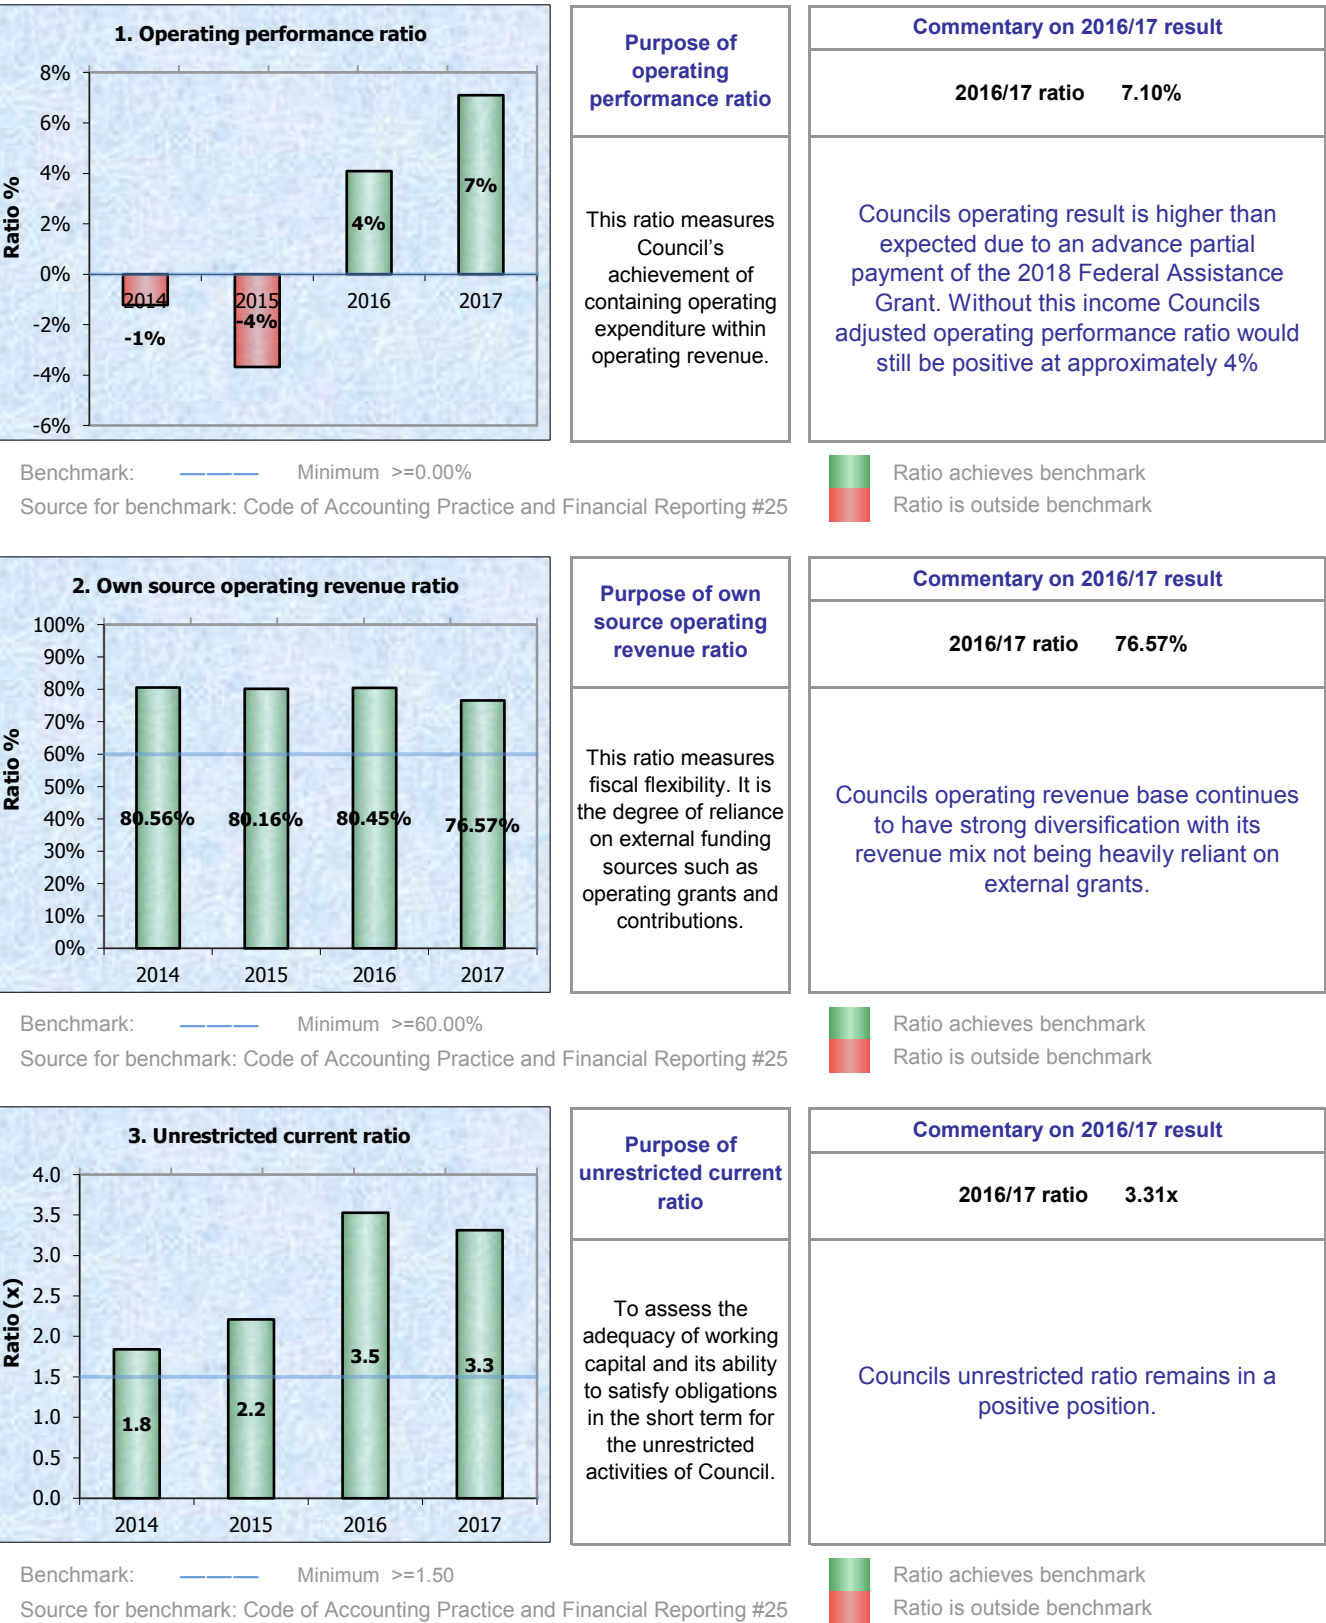 1. Operating performance ratio
8%
6%
4%
2%
0%
-2%
-4%
-6%
Ratio %
-1%
-4%
4%
7%
2014
2015
2016
2017
Purpose of
operating
performance ratio
This ratio measures
Council's
achievement of
containing operating
expenditure within
operating revenue.
Commentary on 2016/17 result
2016/17 ratio 7.10%
Councils operating result is higher than
expected due to an advance partial
payment of the 2018 Federal Assistance
Grant. Without this income Councils
adjusted operating performance ratio would
still be positive at approximately 4%
Benchmark: Minimum >=0.00%
Source for benchmark: Code of Accounting Practice and Financial Reporting #25
Ratio achieves benchmark
Ratio is outside benchmark
2. Own source operating revenue ratio
100%
90%
80%
70%
60%
50%
40%
30%
20%
10%
0%
Ratio %
80.56%
80.16%
80.45%
76.57%
2014
2015
2016
2017
Purpose of own
source operating
revenue ratio
This ratio measures
fiscal flexibility. It is
the degree of reliance
on external funding
sources such as
operating grants and
contributions.
Commentary on 2016/17 result
2016/17 ratio 76.57%
Councils operating revenue base continues
to have strong diversification with its
revenue mix not being heavily reliant on
external grants.
Benchmark: Minimum >=60.00%
Source for benchmark: Code of Accounting Practice and Financial Reporting #25
Ratio achieves benchmark
Ratio is outside benchmark
3. Unrestricted current ratio
4.0
3.5
3.0
2.5
2.0
1.5
1.0
0.5
0.0
Ratio (x)
1.8
2.2
3.5
3.3
2014
2015
2016
2017
Purpose of
unrestricted current
ratio
To assess the
adequacy of working
capital and its ability
to satisfy obligations
in the short term for
the unrestricted
activities of Council.
Commentary on 2016/17 result
2016/17 ratio 3.31x
Councils unrestricted ratio remains in a
positive position.
Benchmark: Minimum >=1.50
Source for benchmark: Code of Accounting Practice and Financial Reporting #25
Ratio achieves benchmark
Ratio is outside benchmark